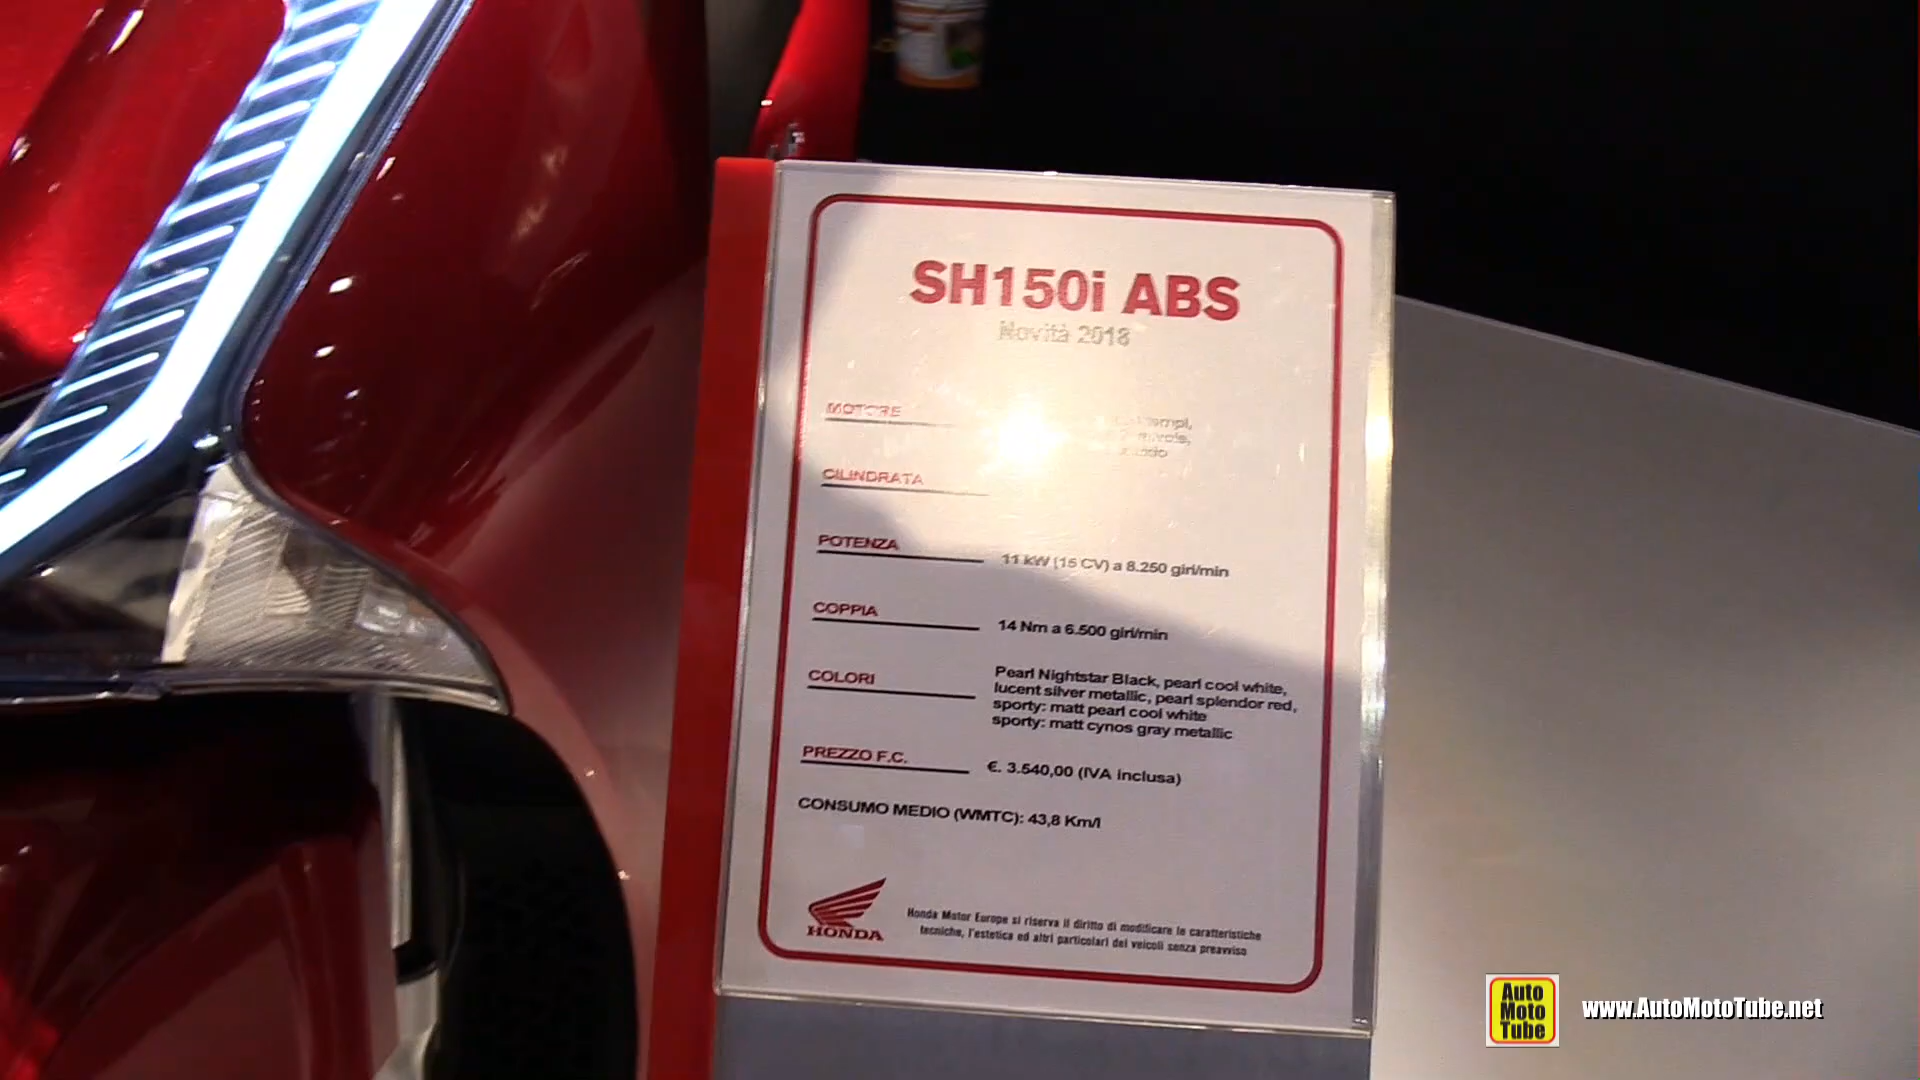 SH150i ABS
Novità 2018
MOTORE
CILINDRATA
POTENZA
11 kW (15 CV) a 8.250 giri/min
COPPIA
14 Nm a 6.500 giri/min
COLORI
Pearl Nightstar Black, pearl cool white,
lucent silver metallic, pearl splendor red,
sporty: matt pearl cool white
sporty: matt cynos gray metallic
PREZZO F.C.
€. 3.540,00 (IVA inclusa)
CONSUMO MEDIO (WMTC): 43,8 Km/l
HONDA
Honda Motor Europe si riserva il diritto di modificare le caratteristiche
tecniche, l'estetica ed altri particolari dei veicoli senza preavviso
Auto
Moto
Tube
www.AutoMotoTube.net